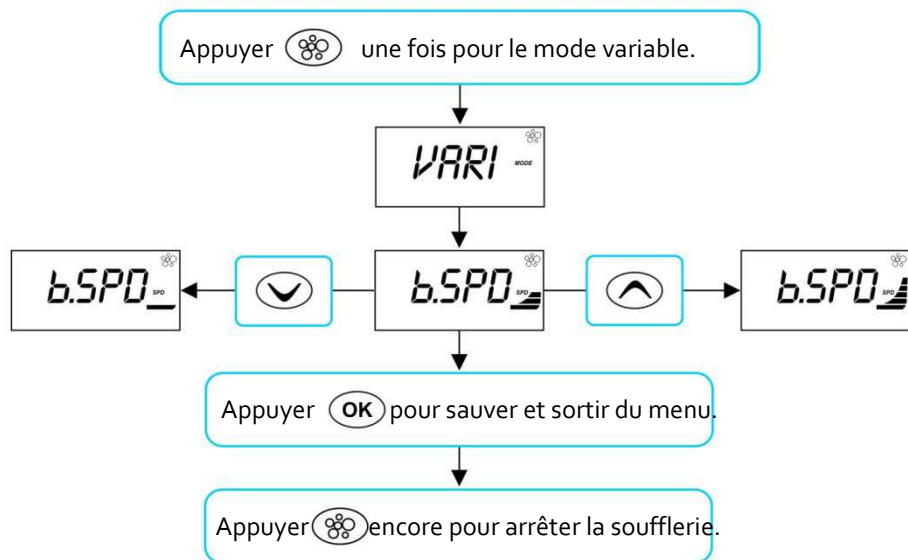 Appuyer une fois pour le mode variable.
VARI MODE
b.SPD SPD b.SPD SPD b.SPD SPD
Appuyer OK pour sauver et sortir du menu.
Appuyer encore pour arrêter la soufflerie.